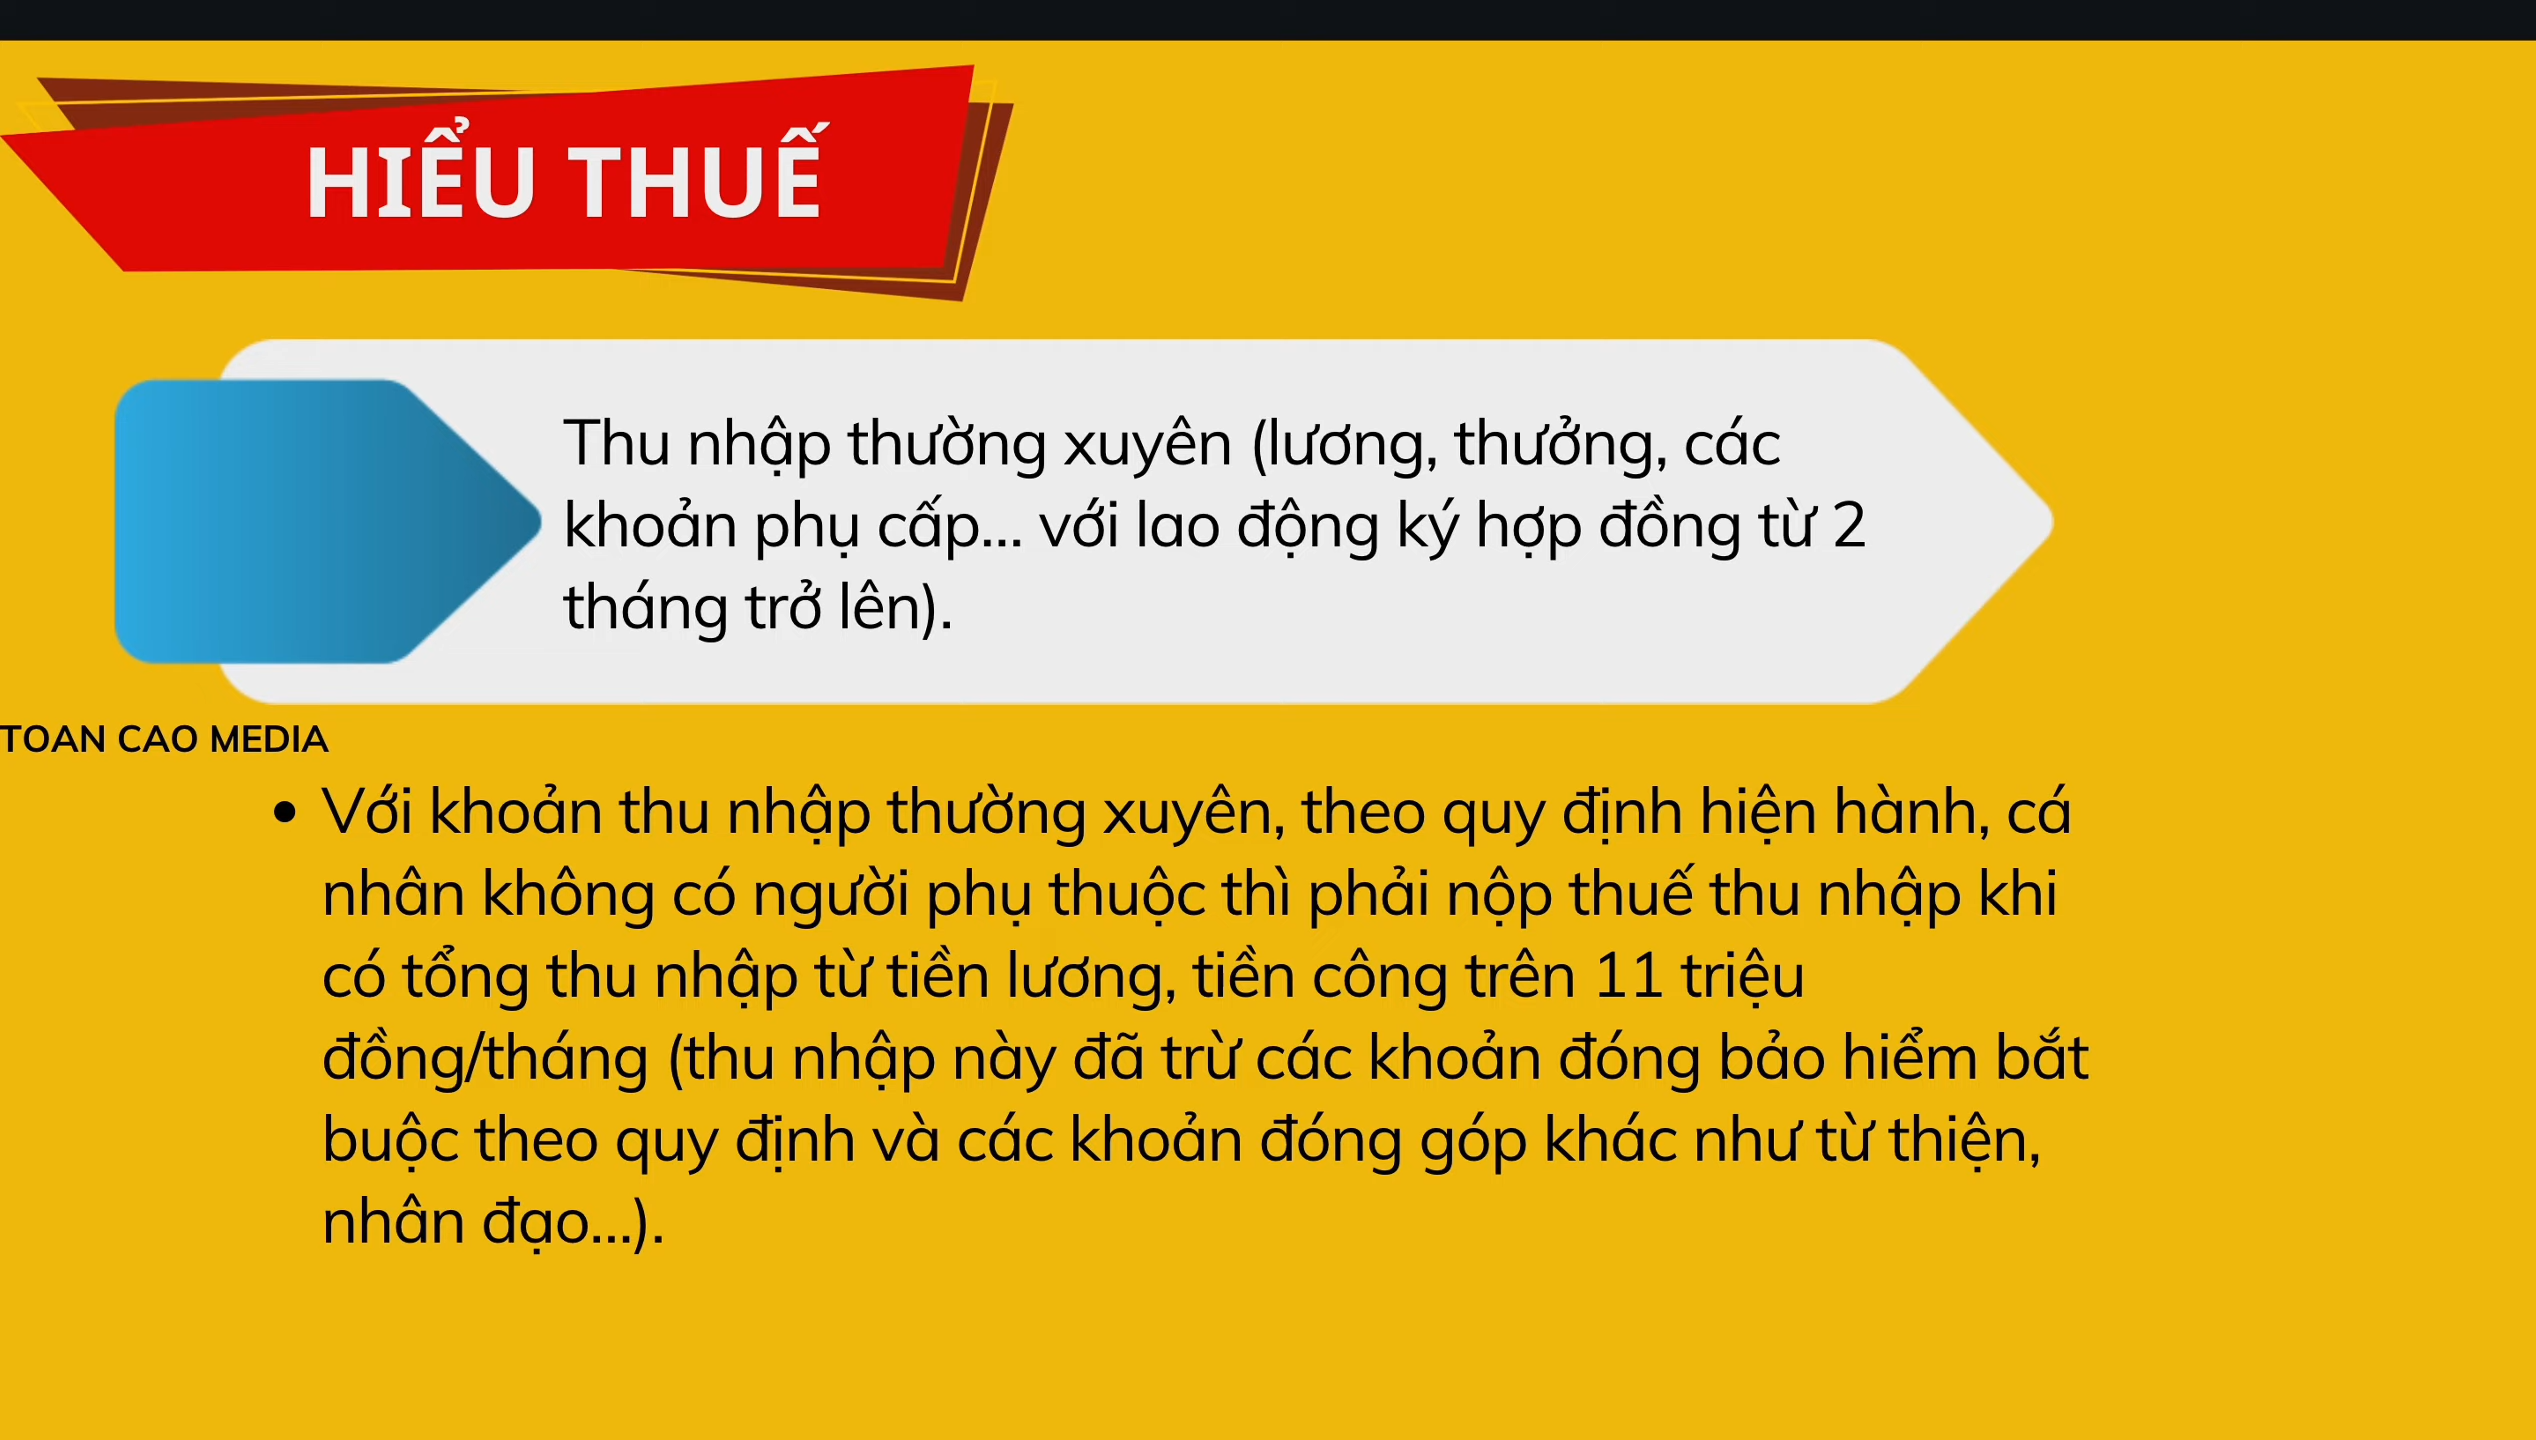 HIỂU THUẾ
Thu nhập thường xuyên (lương, thưởng, các
khoản phụ cấp... với lao động ký hợp đồng từ 2
tháng trở lên).
TOAN CAO MEDIA
• Với khoản thu nhập thường xuyên, theo quy định hiện hành, cá
nhân không có người phụ thuộc thì phải nộp thuế thu nhập khi
có tổng thu nhập từ tiền lương, tiền công trên 11 triệu
đồng/tháng (thu nhập này đã trừ các khoản đóng bảo hiểm bắt
buộc theo quy định và các khoản đóng góp khác như từ thiện,
nhân đạo...).